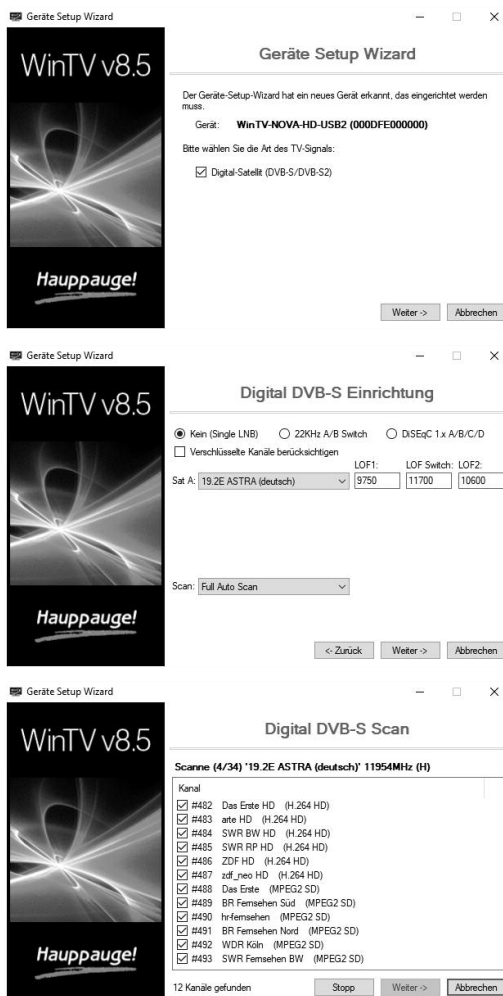 Geräte Setup Wizard
WinTV v8.5
Hauppauge!
Geräte Setup Wizard
Der Geräte-Setup-Wizard hat ein neues Gerät erkannt, das eingerichtet werden
muss.
Gerät: WinTV-NOVA-HD-USB2 (000DFE000000)
Bitte wählen Sie die Art des TV-Signals:
Digital-Satellit (DVB-S/DVB-S2)
Weiter -> Abbrechen
Geräte Setup Wizard
WinTV v8.5
Hauppauge!
Digital DVB-S Einrichtung
Kein (Single LNB) 22KHz A/B Switch DiSEqC 1.x A/B/C/D
Verschlüsselte Kanäle berücksichtigen
LOF1: LOF Switch: LOF2:
Sat A: 19.2E ASTRA (deutsch) 9750 11700 10600
Scan: Full Auto Scan
<- Zurück Weiter -> Abbrechen
Geräte Setup Wizard
WinTV v8.5
Hauppauge!
Digital DVB-S Scan
Scanne (4/34) '19.2E ASTRA (deutsch)' 11954MHz (H)
Kanal
#482 Das Erste HD (H.264 HD)
#483 arte HD (H.264 HD)
#484 SWR BW HD (H.264 HD)
#485 SWR RP HD (H.264 HD)
#486 ZDF HD (H.264 HD)
#487 zdf_neo HD (H.264 HD)
#488 Das Erste (MPEG2 SD)
#489 BR Fernsehen Süd (MPEG2 SD)
#490 hr-fernsehen (MPEG2 SD)
#491 BR Fernsehen Nord (MPEG2 SD)
#492 WDR Köln (MPEG2 SD)
#493 SWR Fernsehen BW (MPEG2 SD)
12 Kanäle gefunden Stopp Weiter -> Abbrechen